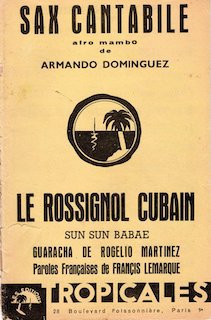 SAX CANTABILE
afro mambo
de
ARMANDO DOMINGUEZ
LE ROSSIGNOL CUBAIN
SUN SUN BABAE
GUARACHA DE ROGELIO MARTINEZ
Paroles Françaises de FRANCIS LEMARQUE
TROPICALES
28 Boulevard Poissonnière, Paris